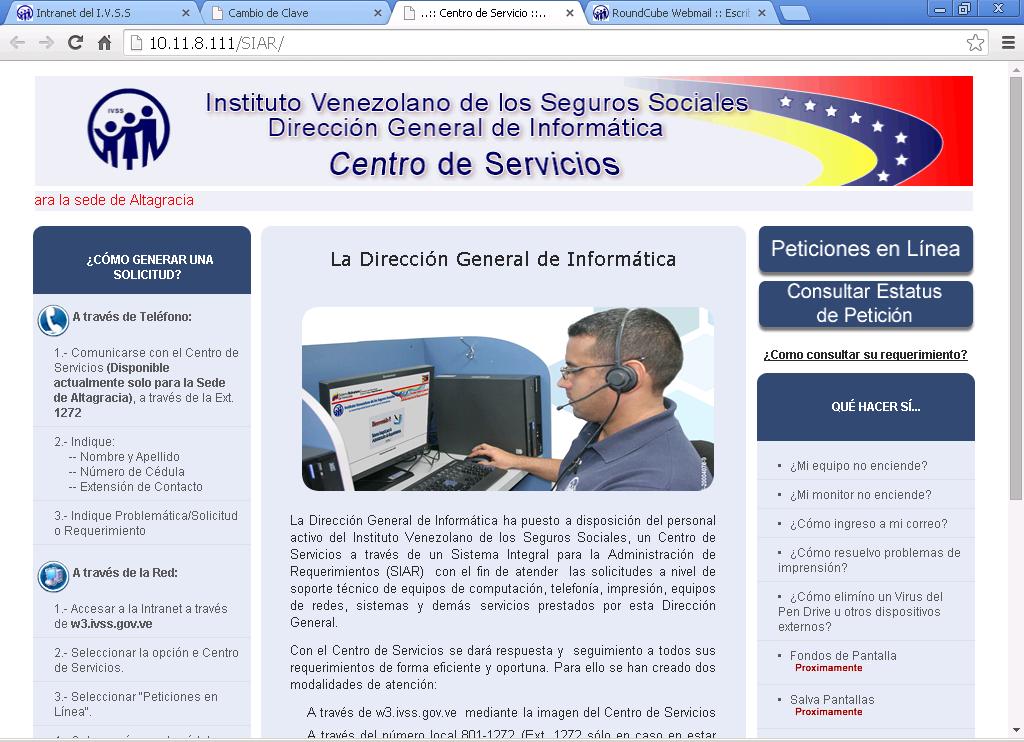 Intranet del I.V.S.S
Cambio de Clave
..:: Centro de Servicio ::..
RoundCube Webmail :: Escrit
10.11.8.111/SIAR/
IVSS
Instituto Venezolano de los Seguros Sociales
Dirección General de Informática
Centro de Servicios
ara la sede de Altagracia
¿CÓMO GENERAR UNA
SOLICITUD?
A través de Teléfono:
1.- Comunicarse con el Centro de
Servicios (Disponible
actualmente solo para la Sede
de Altagracia), a través de la Ext.
1272
2.- Indique:
-- Nombre y Apellido
-- Número de Cédula
-- Extensión de Contacto
3.- Indique Problemática/Solicitud
o Requerimiento
A través de la Red:
1.- Accesar a la Intranet a través
de w3.ivss.gov.ve
2.- Seleccionar la opción e Centro
de Servicios.
3.- Seleccionar "Peticiones en
Línea".
La Dirección General de Informática
La Dirección General de Informática ha puesto a disposición del personal
activo del Instituto Venezolano de los Seguros Sociales, un Centro de
Servicios a través de un Sistema Integral para la Administración de
Requerimientos (SIAR) con el fin de atender las solicitudes a nivel de
soporte técnico de equipos de computación, telefonía, impresión, equipos
de redes, sistemas y demás servicios prestados por esta Dirección
General.
Con el Centro de Servicios se dará respuesta y seguimiento a todos sus
requerimientos de forma eficiente y oportuna. Para ello se han creado dos
modalidades de atención:
A través de w3.ivss.gov.ve mediante la imagen del Centro de Servicios
A través del número local 801-1272 (Ext. 1272 sólo en caso en estar
Peticiones en Línea
Consultar Estatus
de Petición
¿Como consultar su requerimiento?
QUÉ HACER SÍ...
• ¿Mi equipo no enciende?
• ¿Mi monitor no enciende?
• ¿Cómo ingreso a mi correo?
• ¿Cómo resuelvo problemas de
imprensión?
• ¿Cómo elimíno un Virus del
Pen Drive u otros dispositivos
externos?
• Fondos de Pantalla
Proximamente
• Salva Pantallas
Proximamente